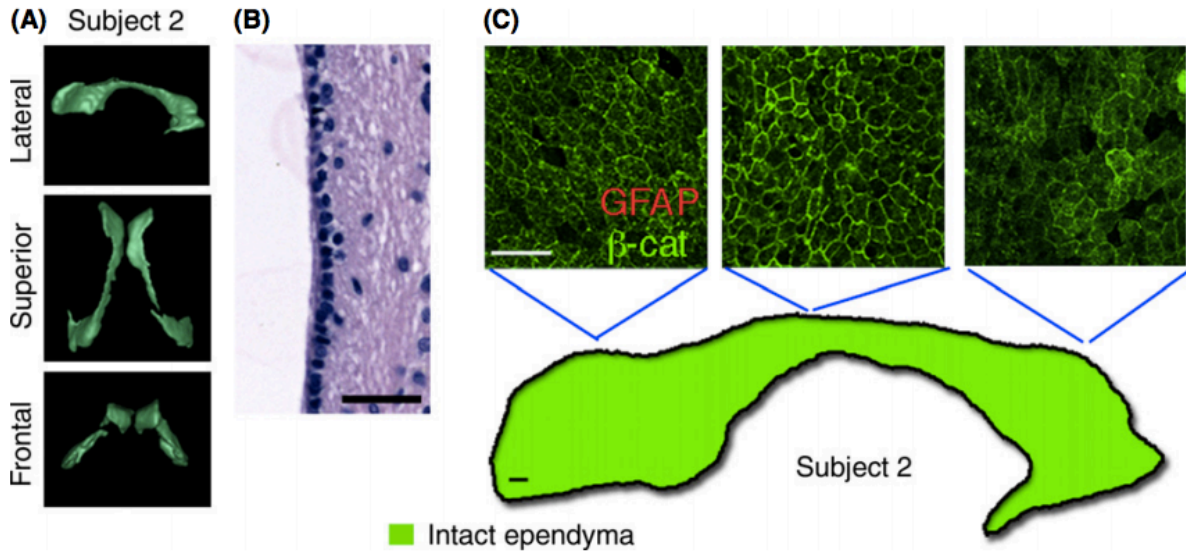 (A) Subject 2
Lateral
Superior
Frontal
(B)
(C)
GFAP
β-cat
Subject 2
Intact ependyma